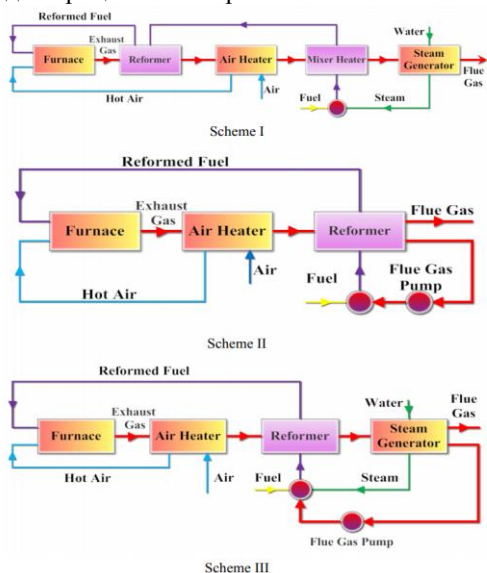 Reformed Fuel
Exhaust
Gas
Water
Furnace
Reformer
Air Heater
Mixer Heater
Steam
Generator
Hot Air
Air
Fuel
Steam
Flue
Gas
Scheme I
Reformed Fuel
Exhaust
Gas
Flue Gas
Furnace
Air Heater
Reformer
Air
Fuel
Flue Gas
Pump
Hot Air
Scheme II
Reformed Fuel
Exhaust
Gas
Water
Flue
Gas
Furnace
Air Heater
Reformer
Steam
Generator
Hot Air
Air
Fuel
Steam
Flue Gas Pump
Scheme III